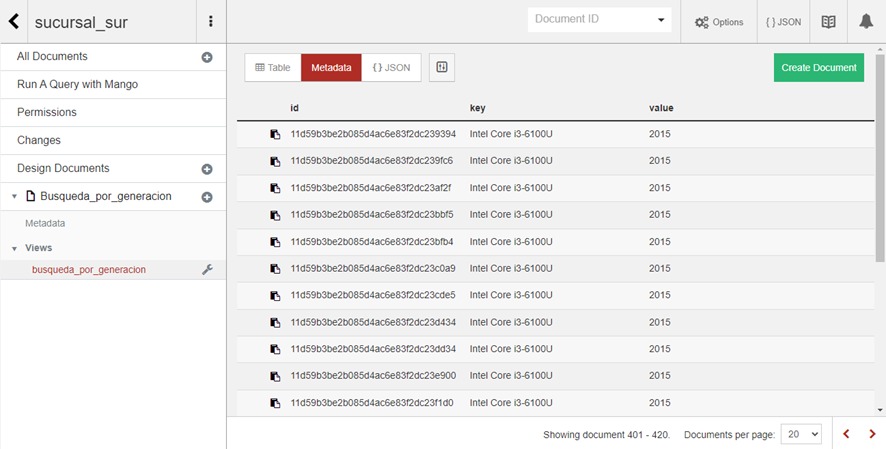 sucursal_sur
Document ID
Options
{ } JSON
All Documents
Run A Query with Mango
Permissions
Changes
Design Documents
Busqueda_por_generacion
Metadata
Views
busqueda_por_generacion
Table Metadata { } JSON
Create Document
id key value
11d59b3be2b085d4ac6e83f2dc239394 Intel Core i3-6100U 2015
11d59b3be2b085d4ac6e83f2dc239fc6 Intel Core i3-6100U 2015
11d59b3be2b085d4ac6e83f2dc23af2f Intel Core i3-6100U 2015
11d59b3be2b085d4ac6e83f2dc23bbf5 Intel Core i3-6100U 2015
11d59b3be2b085d4ac6e83f2dc23bfb4 Intel Core i3-6100U 2015
11d59b3be2b085d4ac6e83f2dc23c0a9 Intel Core i3-6100U 2015
11d59b3be2b085d4ac6e83f2dc23cde5 Intel Core i3-6100U 2015
11d59b3be2b085d4ac6e83f2dc23d434 Intel Core i3-6100U 2015
11d59b3be2b085d4ac6e83f2dc23dd34 Intel Core i3-6100U 2015
11d59b3be2b085d4ac6e83f2dc23e900 Intel Core i3-6100U 2015
11d59b3be2b085d4ac6e83f2dc23f1d0 Intel Core i3-6100U 2015
Showing document 401 - 420. Documents per page: 20